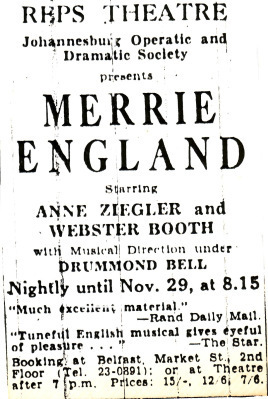 REPS THEATRE
Johannesburg Operatic and
Dramatic Society
presents
MERRIE
ENGLAND
Starring
ANNE ZIEGLER and
WEBSTER BOOTH
with Musical Direction under
DRUMMOND BELL
Nightly until Nov. 29, at 8.15
"Much excellent material."
—Rand Daily Mail.
"Tuneful English musical gives eyeful
of pleasure . . ." —The Star.
Booking at Belfast, Market St., 2nd
Floor (Tel. 23-0891); or at Theatre
after 7 p.m. Prices: 15/-, 12/6, 7/6.